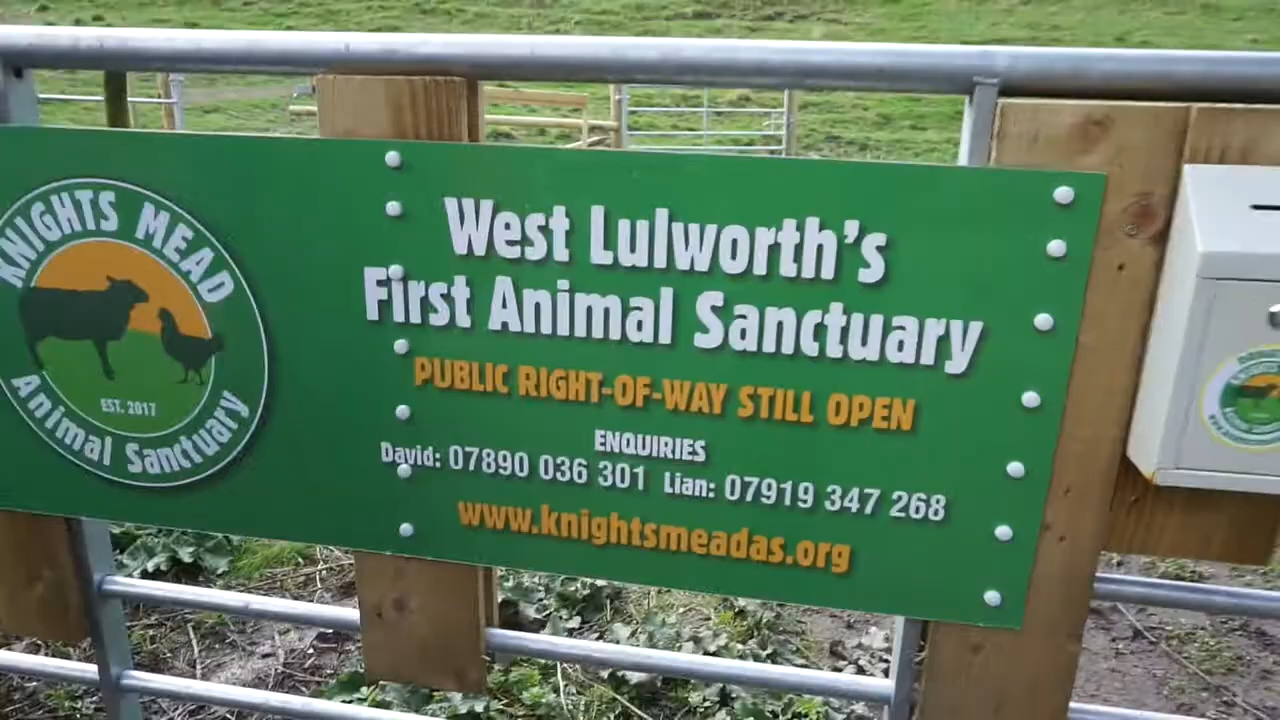 KNIGHTS MEAD
EST. 2017
Animal Sanctuary
West Lulworth's
First Animal Sanctuary
PUBLIC RIGHT-OF-WAY STILL OPEN
ENQUIRIES
David: 07890 036 301 Lian: 07919 347 268
www.knightsmeadas.org